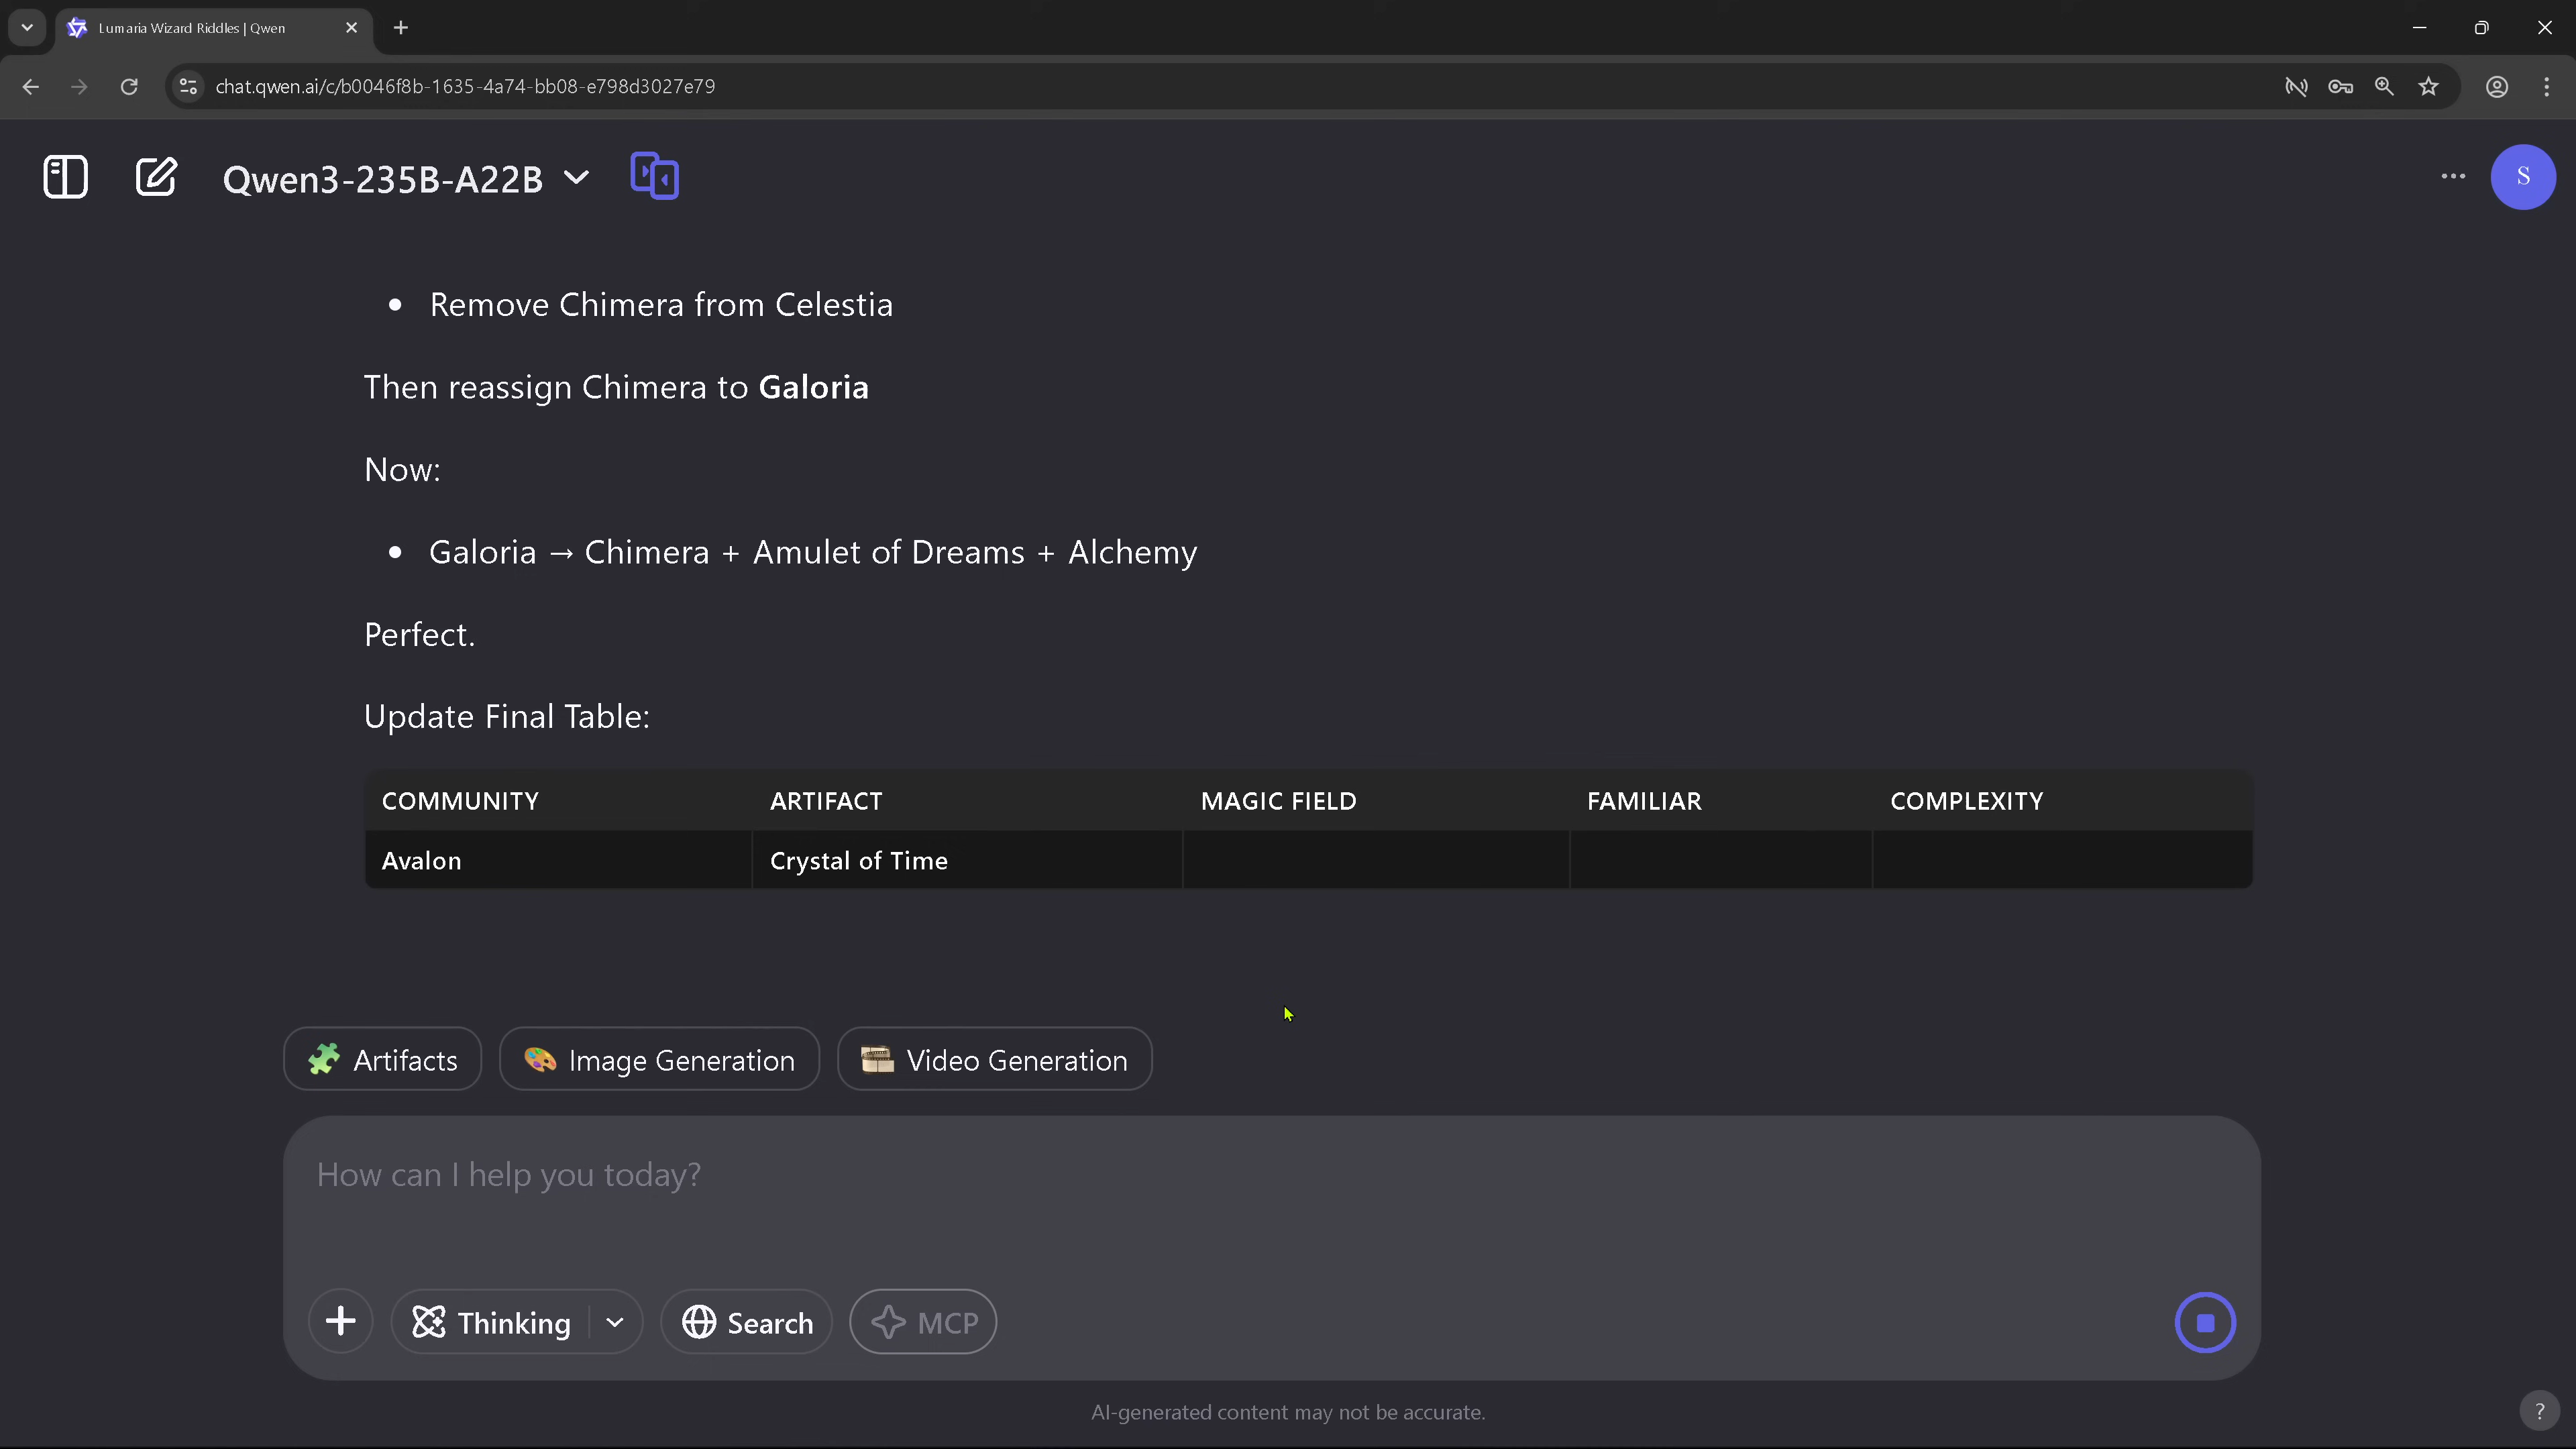 Lumaria Wizard Riddles | Qwen
chat.qwen.ai/c/b0046f8b-1635-4a74-bb08-e798d3027e79
Qwen3-235B-A22B
S
• Remove Chimera from Celestia
Then reassign Chimera to Galoria
Now:
• Galoria → Chimera + Amulet of Dreams + Alchemy
Perfect.
Update Final Table:
COMMUNITY ARTIFACT MAGIC FIELD FAMILIAR COMPLEXITY
Avalon Crystal of Time
Artifacts Image Generation Video Generation
How can I help you today?
Thinking Search MCP
AI-generated content may not be accurate.
?